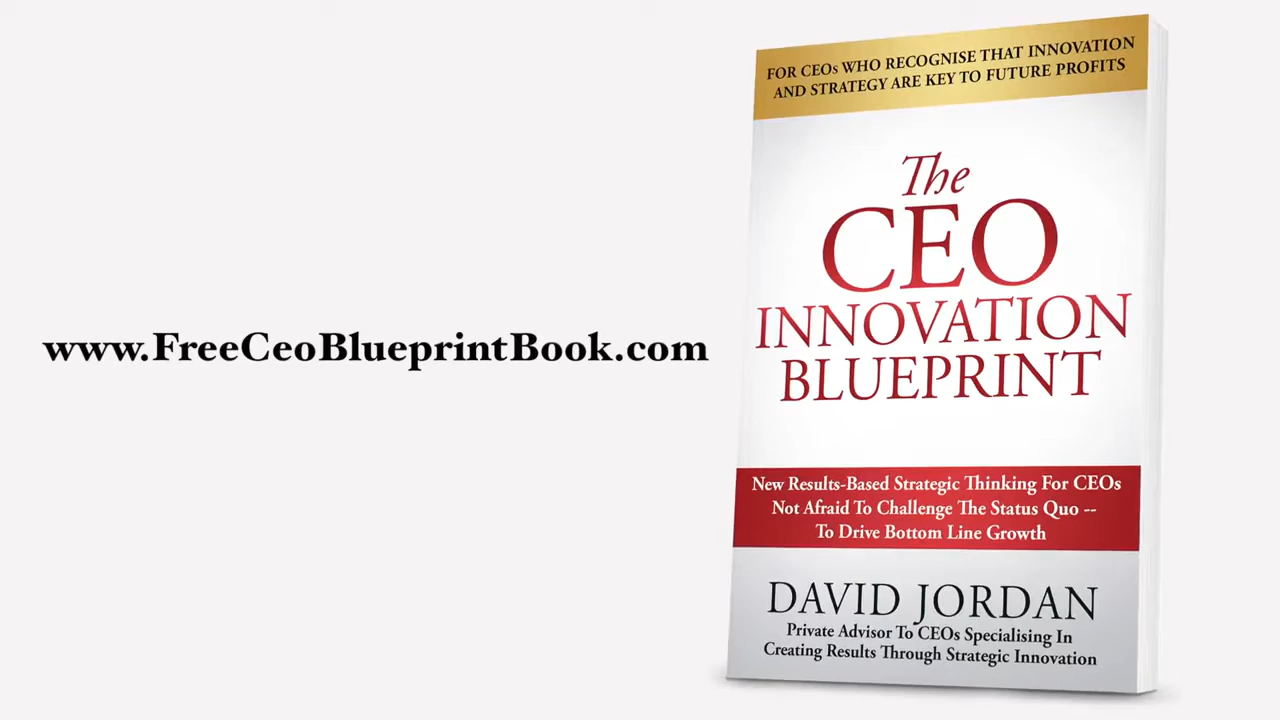 www.FreeCeoBlueprintBook.com
FOR CEOs WHO RECOGNISE THAT INNOVATION
AND STRATEGY ARE KEY TO FUTURE PROFITS
The
CEO
INNOVATION
BLUEPRINT
New Results-Based Strategic Thinking For CEOs
Not Afraid To Challenge The Status Quo --
To Drive Bottom Line Growth
DAVID JORDAN
Private Advisor To CEOs Specialising In
Creating Results Through Strategic Innovation